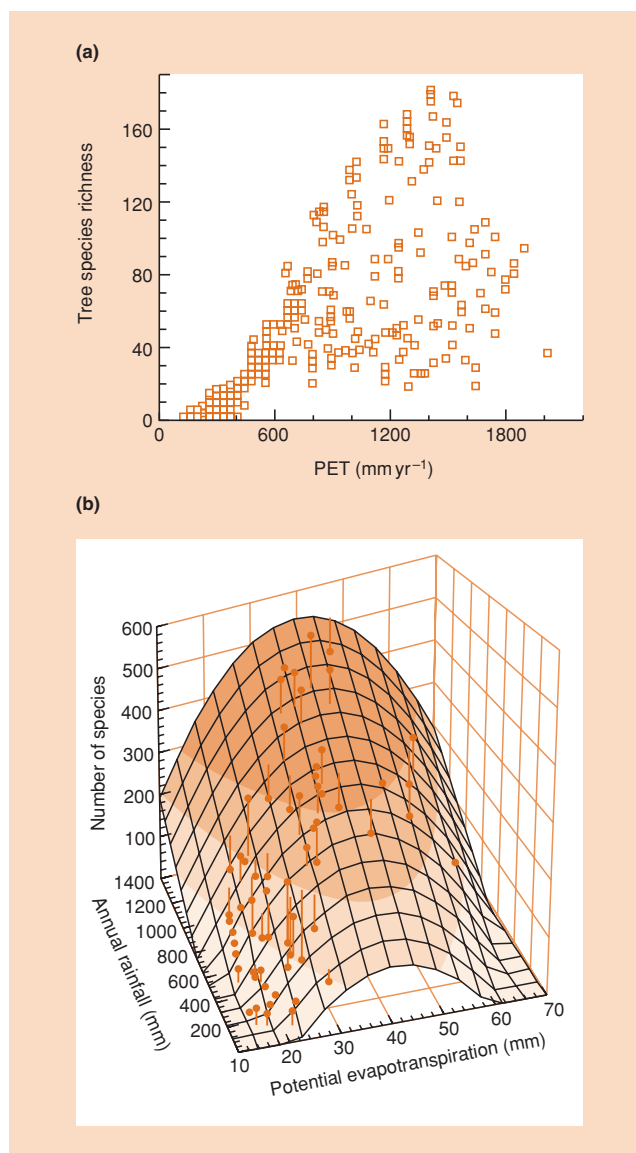 (a)
Tree species richness
160
120
80
40
0
0 600 1200 1800
PET (mm yr⁻¹)
(b)
Number of species
600
500
400
300
200
100
1400
1200
1000
800
600
400
200
Annual rainfall (mm)
10 20 30 40 50 60 70
Potential evapotranspiration (mm)